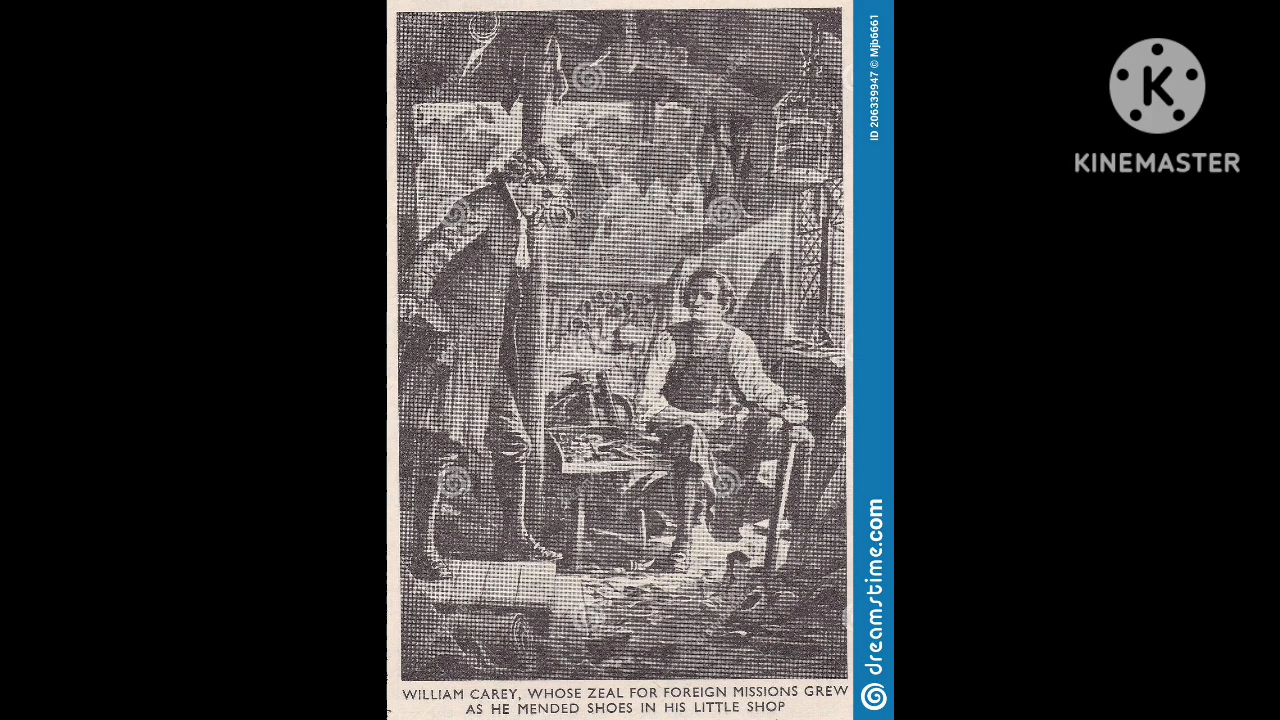 KINEMASTER
ID 206339947 © Mjb6661
dreamstime.com
WILLIAM CAREY, WHOSE ZEAL FOR FOREIGN MISSIONS GREW
AS HE MENDED SHOES IN HIS LITTLE SHOP